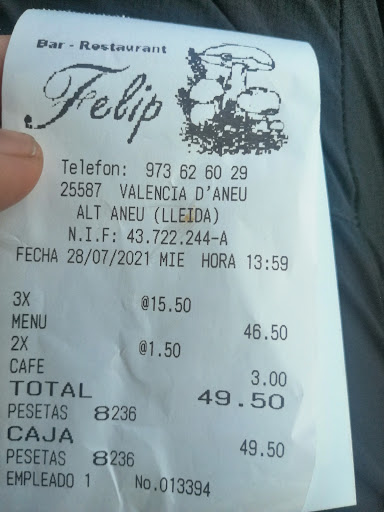 Bar - Restaurant
Felip
Telefon: 973 62 60 29
25587 VALENCIA D'ANEU
ALT ANEU (LLEIDA)
N.I.F: 43.722.244-A
FECHA 28/07/2021 MIE HORA 13:59
3X @15.50
MENU 46.50
2X @1.50
CAFE 3.00
TOTAL 49.50
PESETAS 8236
CAJA 49.50
PESETAS 8236
EMPLEADO 1 No.013394